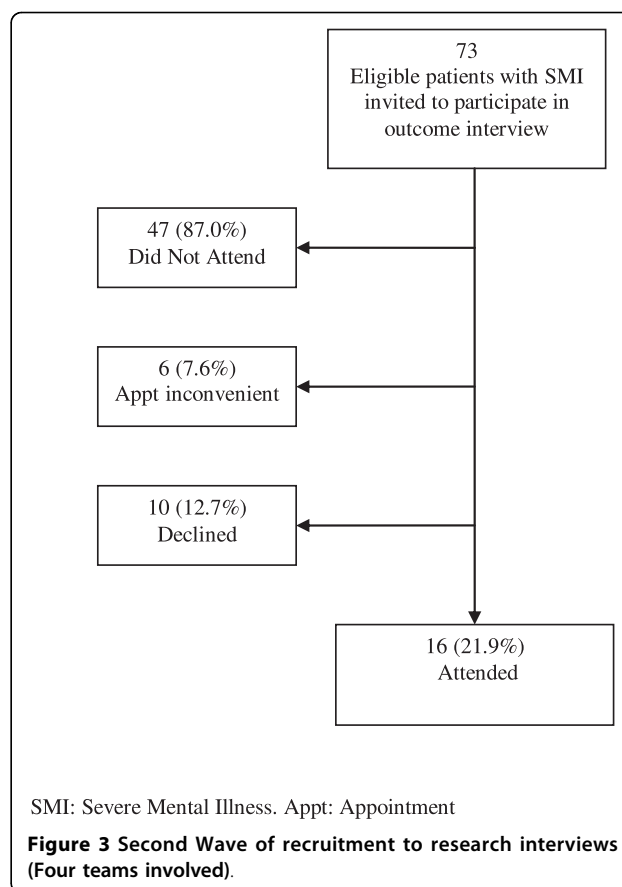 73
Eligible patients with SMI
invited to participate in
outcome interview
47 (87.0%)
Did Not Attend
6 (7.6%)
Appt inconvenient
10 (12.7%)
Declined
16 (21.9%)
Attended
SMI: Severe Mental Illness. Appt: Appointment
Figure 3 Second Wave of recruitment to research interviews
(Four teams involved).